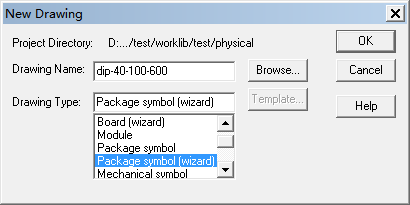 New Drawing
Project Directory: D:.../test/worklib/test/physical
OK
Drawing Name: dip-40-100-600
Browse...
Cancel
Drawing Type: Package symbol (wizard)
Template...
Help
Board (wizard)
Module
Package symbol
Package symbol (wizard)
Mechanical symbol